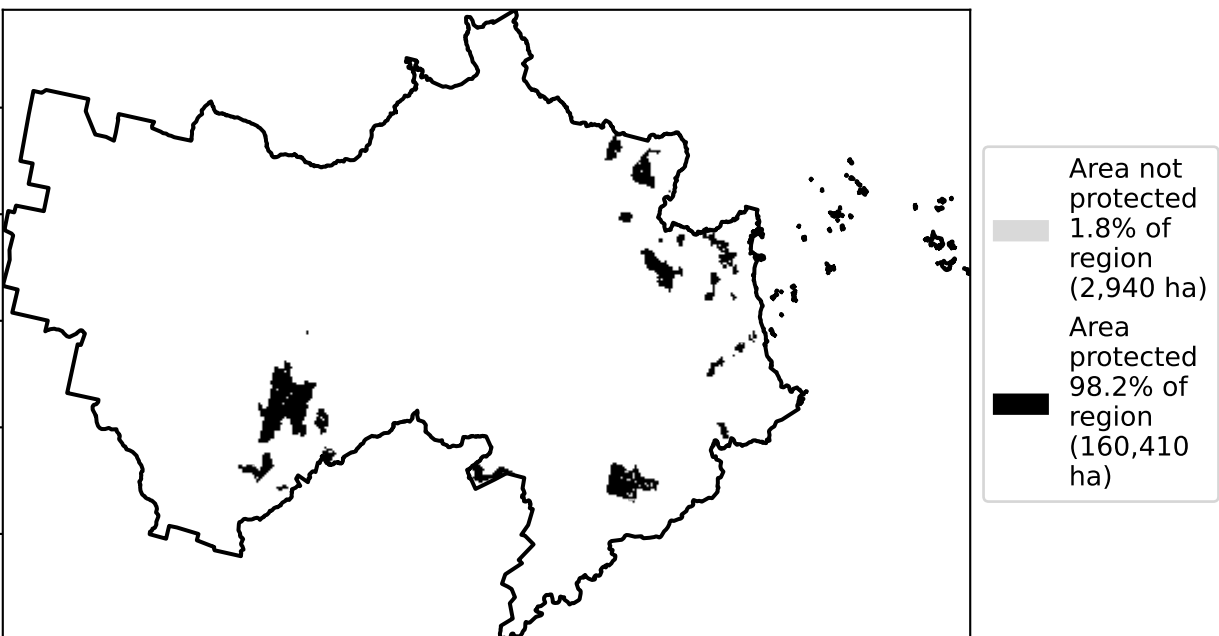 Area not
protected
1.8% of
region
(2,940 ha)
Area
protected
98.2% of
region
(160,410
ha)